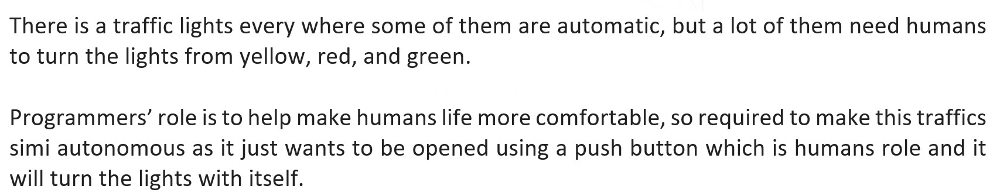 There is a traffic lights every where some of them are automatic, but a lot of them need humans
to turn the lights from yellow, red, and green.
Programmers’ role is to help make humans life more comfortable, so required to make this traffics
simi autonomous as it just wants to be opened using a push button which is humans role and it
will turn the lights with itself.